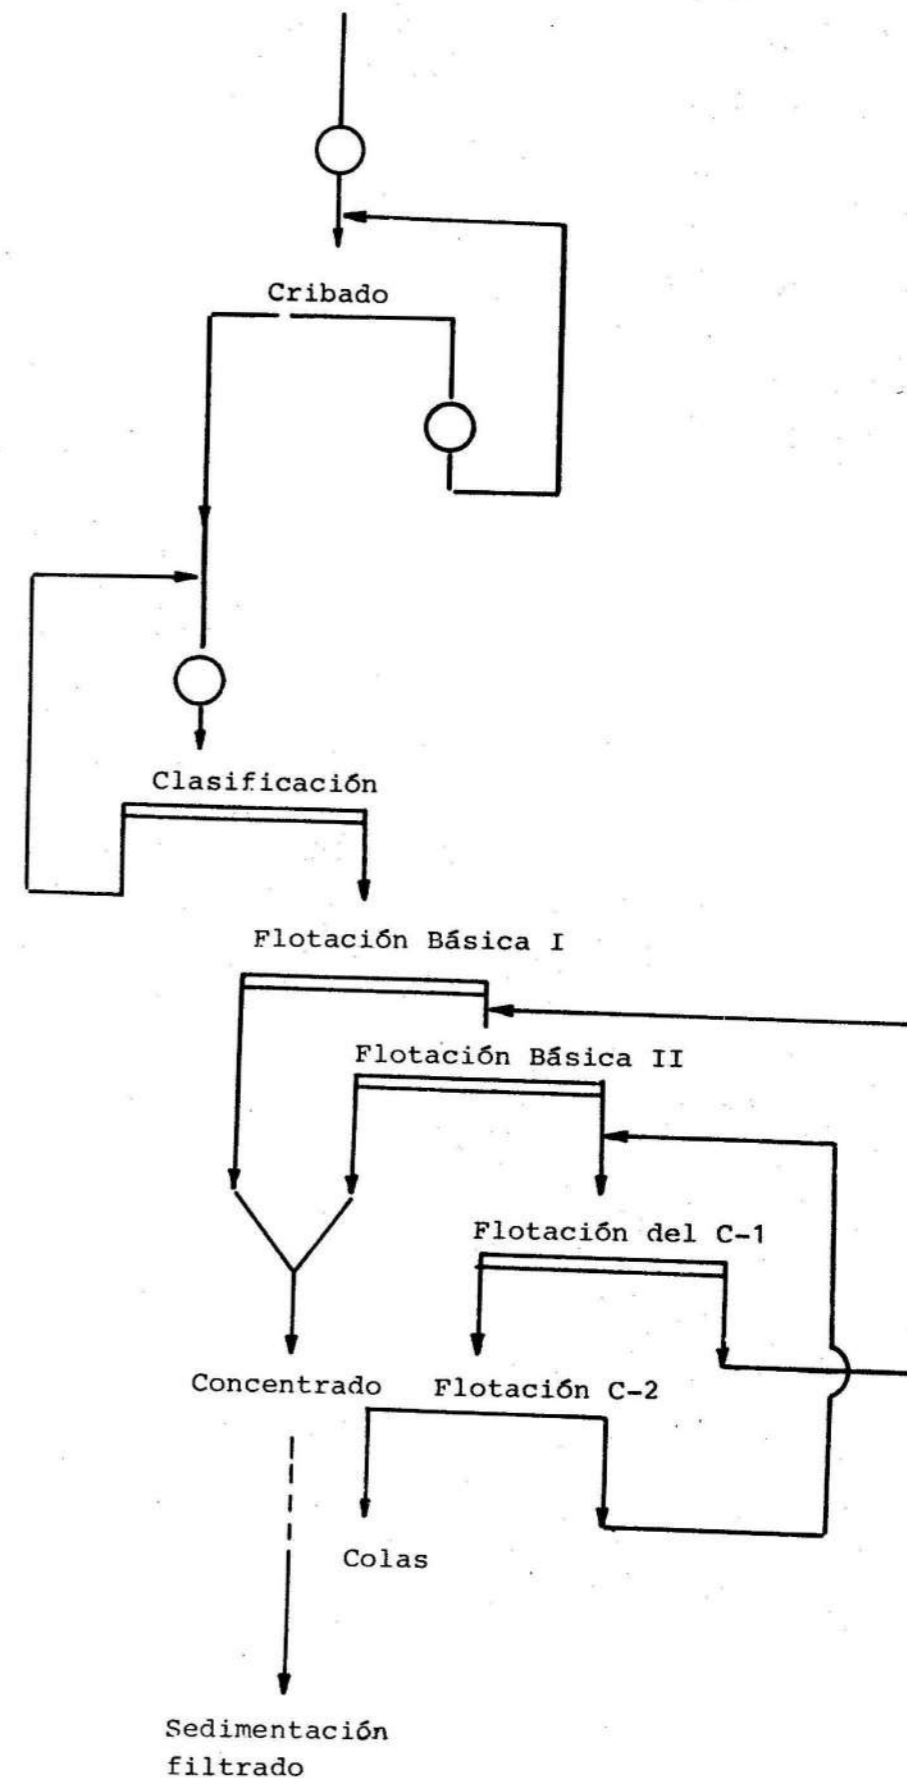 Cribado
Clasificación
Flotación Básica I
Flotación Básica II
Flotación del C-1
Concentrado
Flotación C-2
Colas
Sedimentación
filtrado